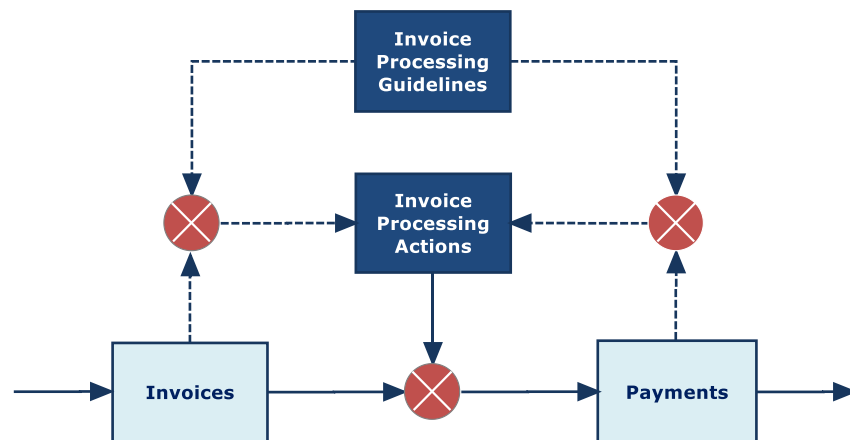 Invoice
Processing
Guidelines
Invoice
Processing
Actions
Invoices
Payments